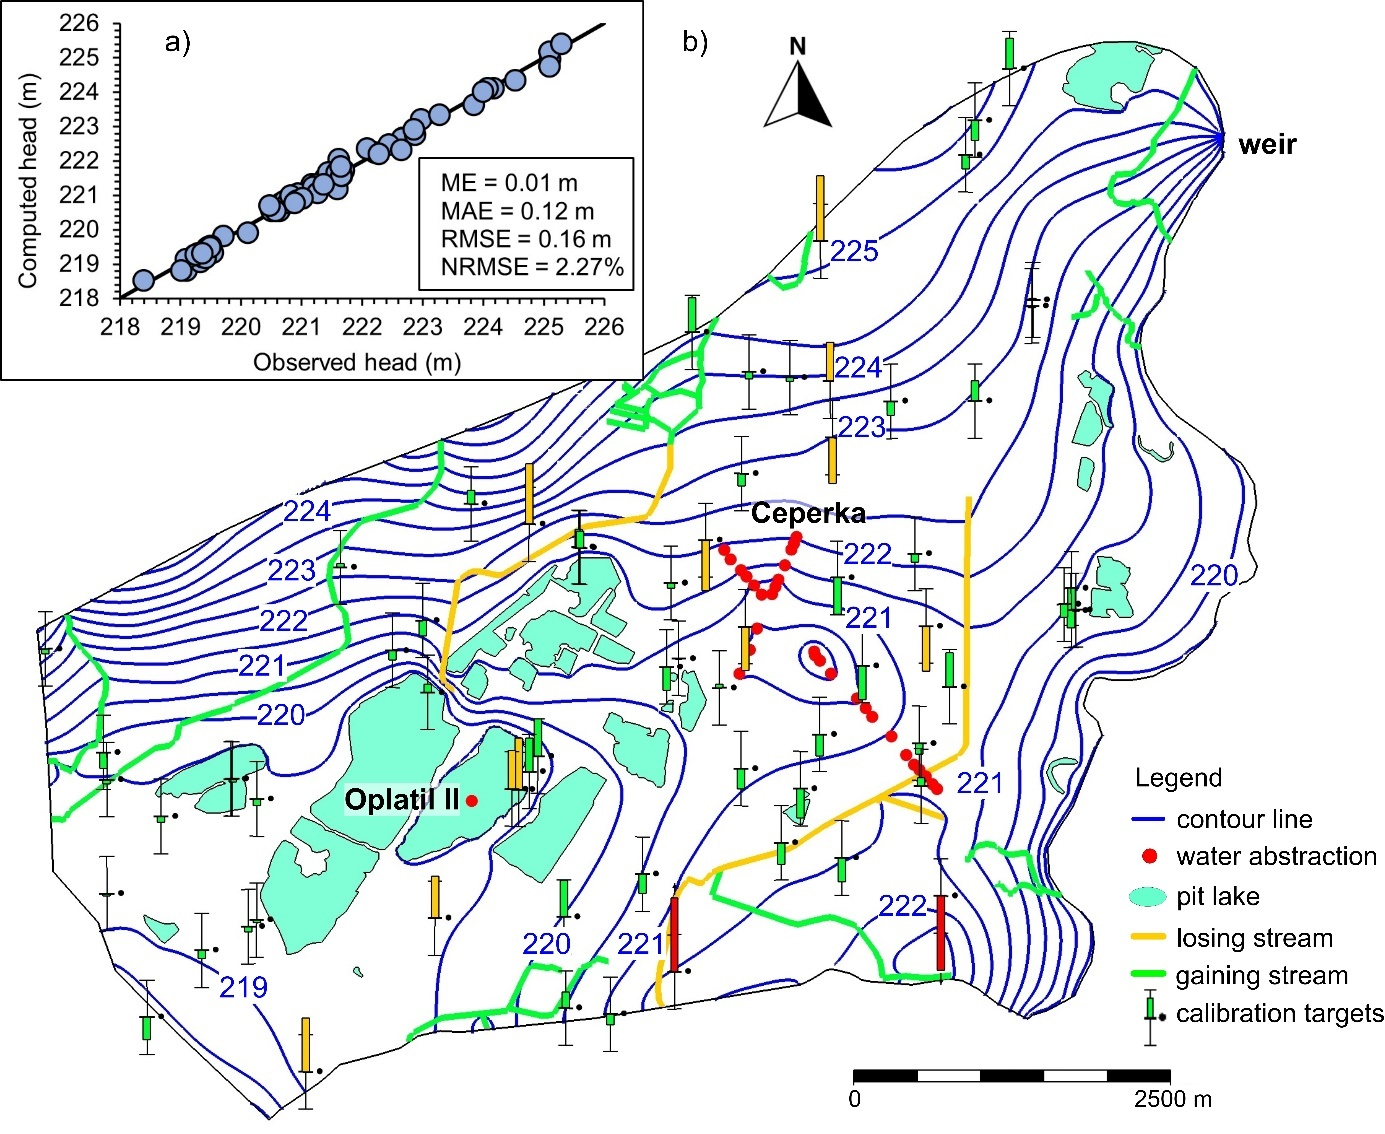 226
225
224
223
222
221
220
219
218
218 219 220 221 222 223 224 225 226
Computed head (m)
Observed head (m)
a)
ME = 0.01 m
MAE = 0.12 m
RMSE = 0.16 m
NRMSE = 2.27%
b)
N
weir
225
224
223
Ceperka
224
222
223
220
222
221
221
220
221
Oplatil II
222
220
221
219
Legend
contour line
water abstraction
pit lake
losing stream
gaining stream
calibration targets
0 2500 m